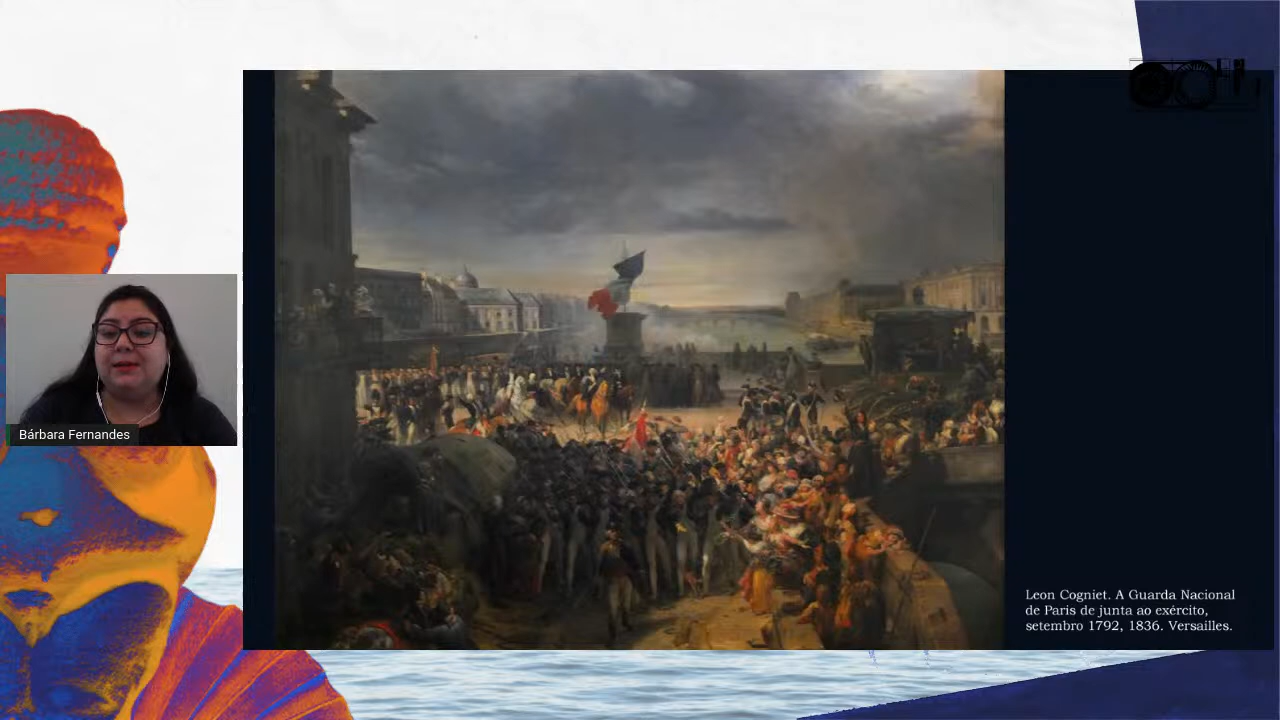 Bárbara Fernandes
Leon Cogniet. A Guarda Nacional
de Paris de junta ao exército,
setembro 1792, 1836. Versailles.